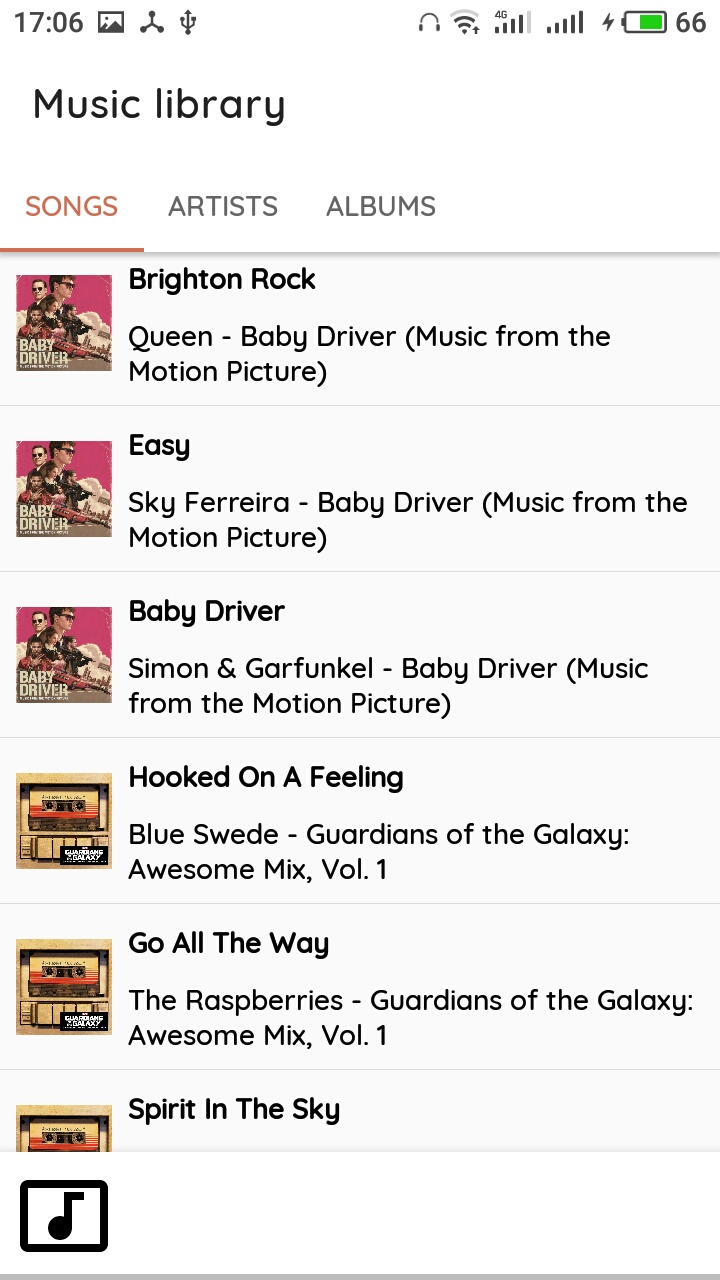 17:06 4G 66
Music library
SONGS ARTISTS ALBUMS
Brighton Rock
Queen - Baby Driver (Music from the
Motion Picture)
BABY
DRIVER
Easy
Sky Ferreira - Baby Driver (Music from the
Motion Picture)
BABY
DRIVER
Baby Driver
Simon & Garfunkel - Baby Driver (Music
from the Motion Picture)
BABY
DRIVER
Hooked On A Feeling
Blue Swede - Guardians of the Galaxy:
Awesome Mix, Vol. 1
GUARDIANS
GALAXY
Go All The Way
The Raspberries - Guardians of the Galaxy:
Awesome Mix, Vol. 1
GUARDIANS
GALAXY
Spirit In The Sky